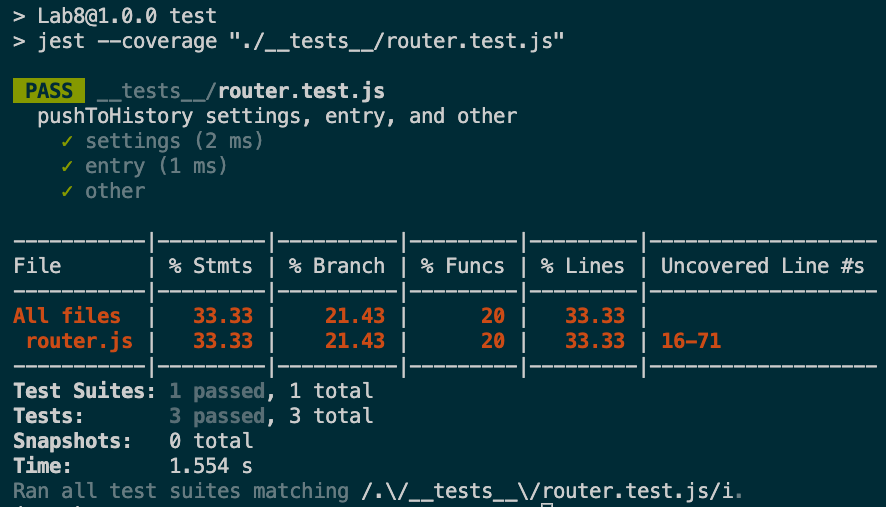 > Lab8@1.0.0 test
> jest --coverage "./__tests__/router.test.js"
PASS __tests__/router.test.js
pushToHistory settings, entry, and other
✓ settings (2 ms)
✓ entry (1 ms)
✓ other
-----------|---------|----------|---------|---------|-------------------
File       | % Stmts | % Branch | % Funcs | % Lines | Uncovered Line #s
-----------|---------|----------|---------|---------|-------------------
All files  |   33.33 |    21.43 |      20 |   33.33 |
router.js |   33.33 |    21.43 |      20 |   33.33 | 16-71
-----------|---------|----------|---------|---------|-------------------
Test Suites: 1 passed, 1 total
Tests:       3 passed, 3 total
Snapshots:   0 total
Time:        1.554 s
Ran all test suites matching /.\/__tests__\/router.test.js/i.